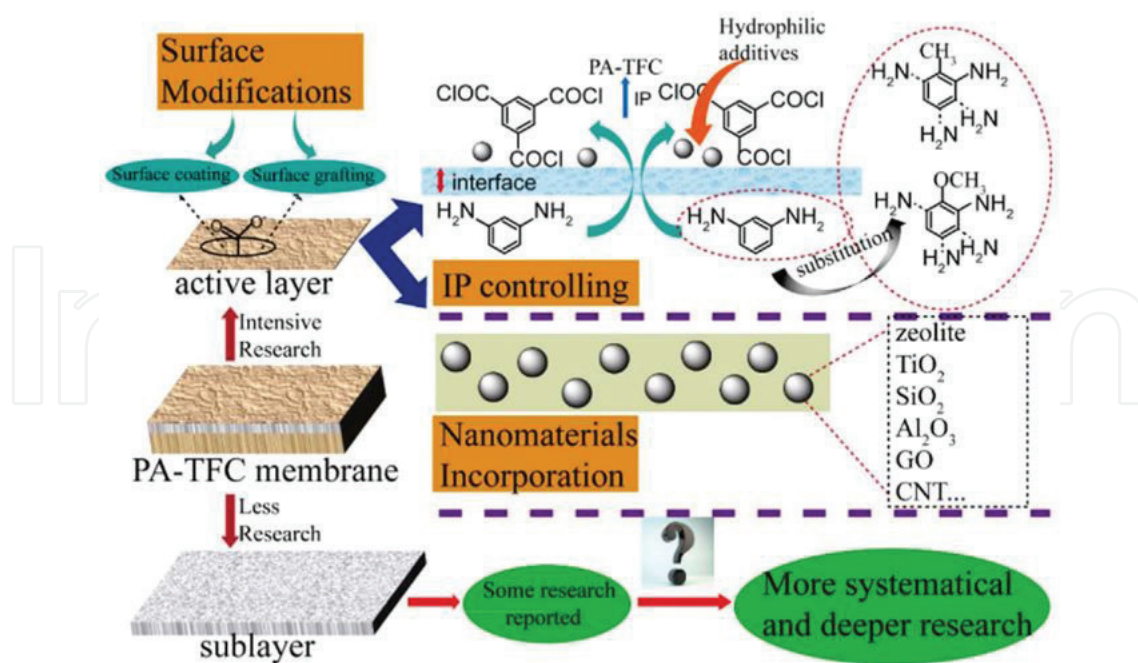 Surface
Modifications
Surface coating
Surface grafting
active layer
Intensive
Research
PA-TFC membrane
Less
Research
sublayer
Hydrophilic
additives
PA-TFC
IP
ClOC
COCl
COCl
ClOC
COCl
COCl
interface
H₂N
NH₂
H₂N
NH₂
substitution
CH₃
H₂N
NH₂
H₂N
H₂N
OCH₃
H₂N
NH₂
H₂N
H₂N
IP controlling
Nanomaterials
Incorporation
zeolite
TiO₂
SiO₂
Al₂O₃
GO
CNT...
Some research
reported
?
More systematical
and deeper research